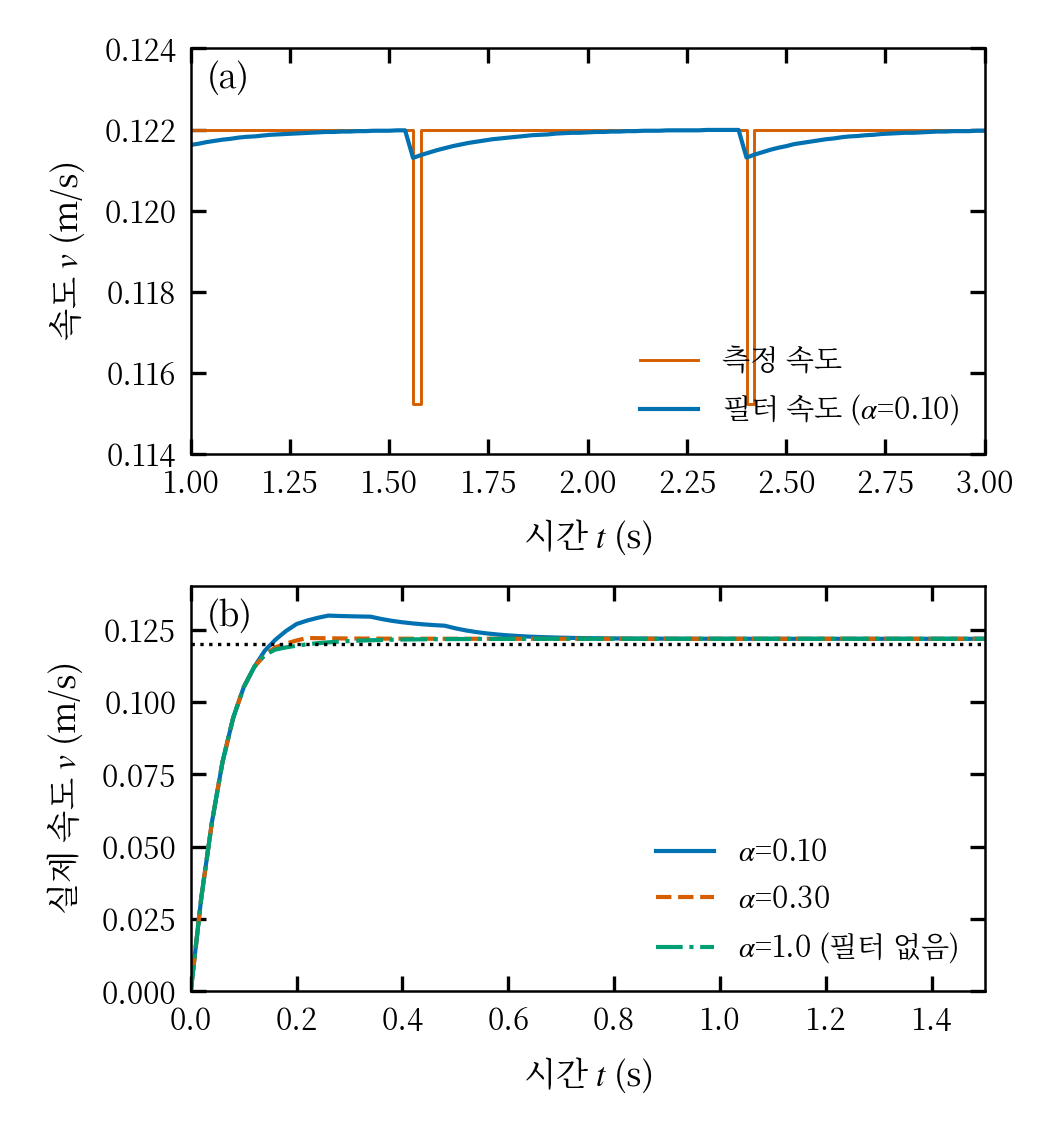 (a)
0.124
0.122
0.120
0.118
0.116
0.114
속도 v (m/s)
측정 속도
필터 속도 (α=0.10)
1.00 1.25 1.50 1.75 2.00 2.25 2.50 2.75 3.00
시간 t (s)
(b)
0.125
0.100
0.075
0.050
0.025
0.000
실제 속도 v (m/s)
α=0.10
α=0.30
α=1.0 (필터 없음)
0.0 0.2 0.4 0.6 0.8 1.0 1.2 1.4
시간 t (s)